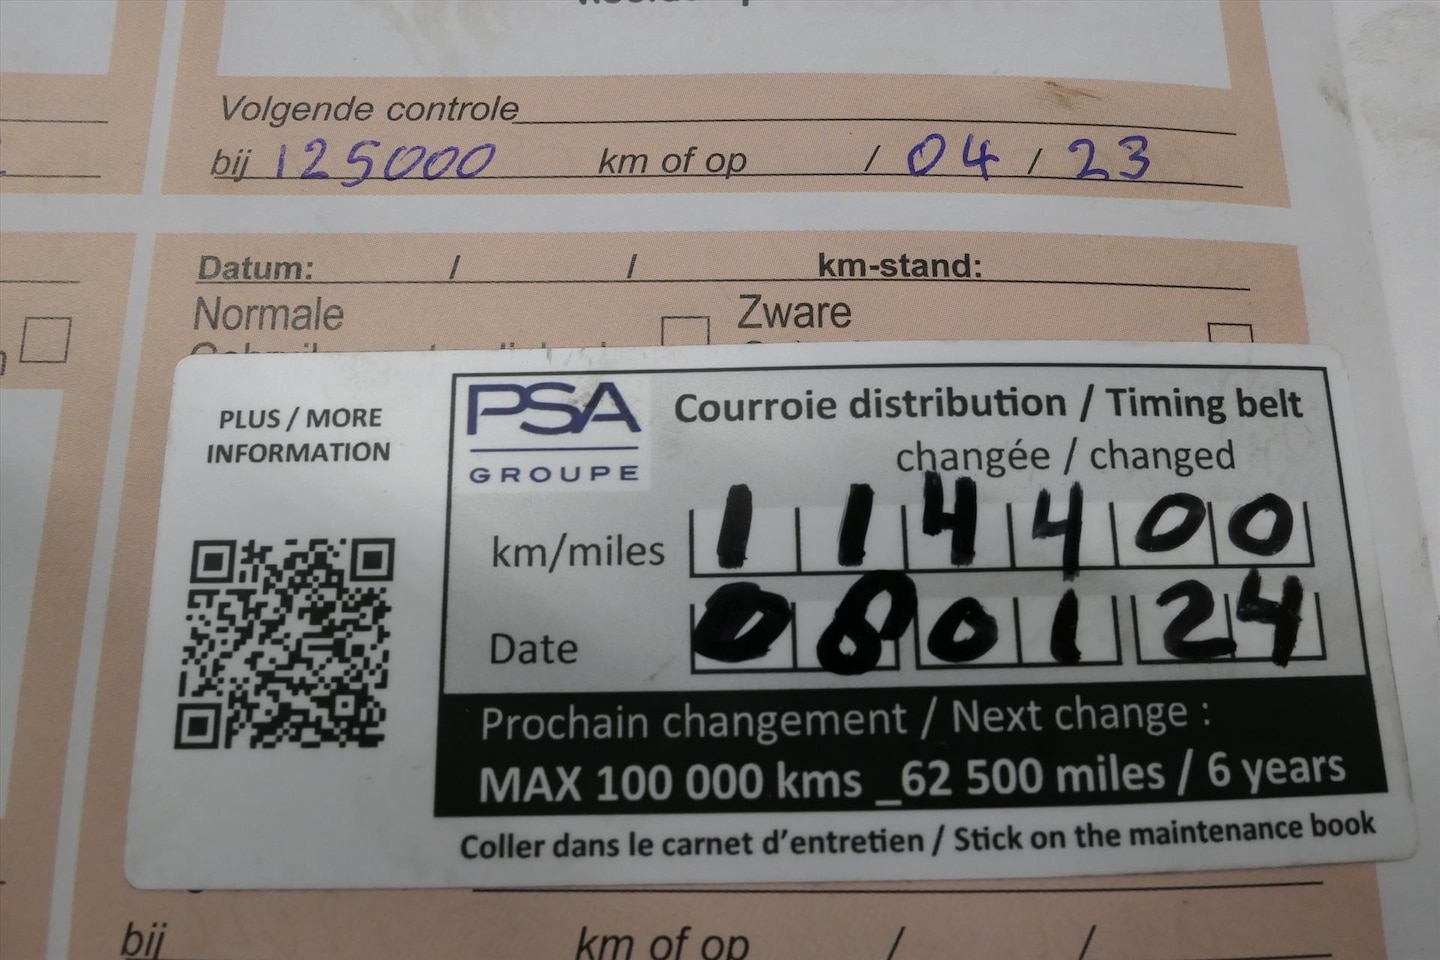 Volgende controle
bij 125000 km of op / 04 / 23
Datum: / / km-stand:
Normale
Zware
PLUS / MORE
INFORMATION
PSA
GROUPE
Courroie distribution / Timing belt
changée / changed
km/miles 114400
Date 080124
Prochain changement / Next change :
MAX 100 000 kms _62 500 miles / 6 years
Coller dans le carnet d'entretien / Stick on the maintenance book
bij km of op / /